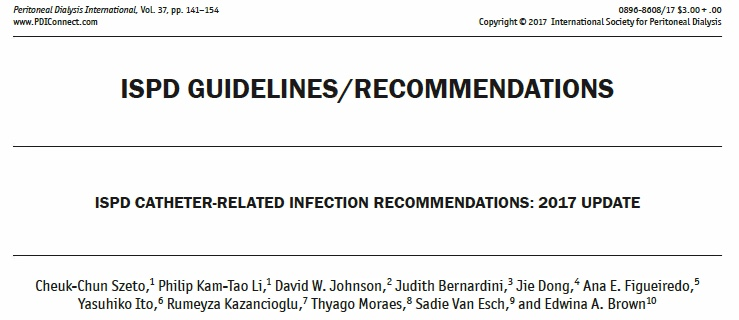 Peritoneal Dialysis International, Vol. 37, pp. 141–154
www.PDIConnect.com
0896-8608/17 $3.00 + .00
Copyright © 2017 International Society for Peritoneal Dialysis
ISPD GUIDELINES/RECOMMENDATIONS
ISPD CATHETER-RELATED INFECTION RECOMMENDATIONS: 2017 UPDATE
Cheuk-Chun Szeto,1 Philip Kam-Tao Li,1 David W. Johnson,2 Judith Bernardini,3 Jie Dong,4 Ana E. Figueiredo,5
Yasuhiko Ito,6 Rumeyza Kazancioglu,7 Thyago Moraes,8 Sadie Van Esch,9 and Edwina A. Brown10